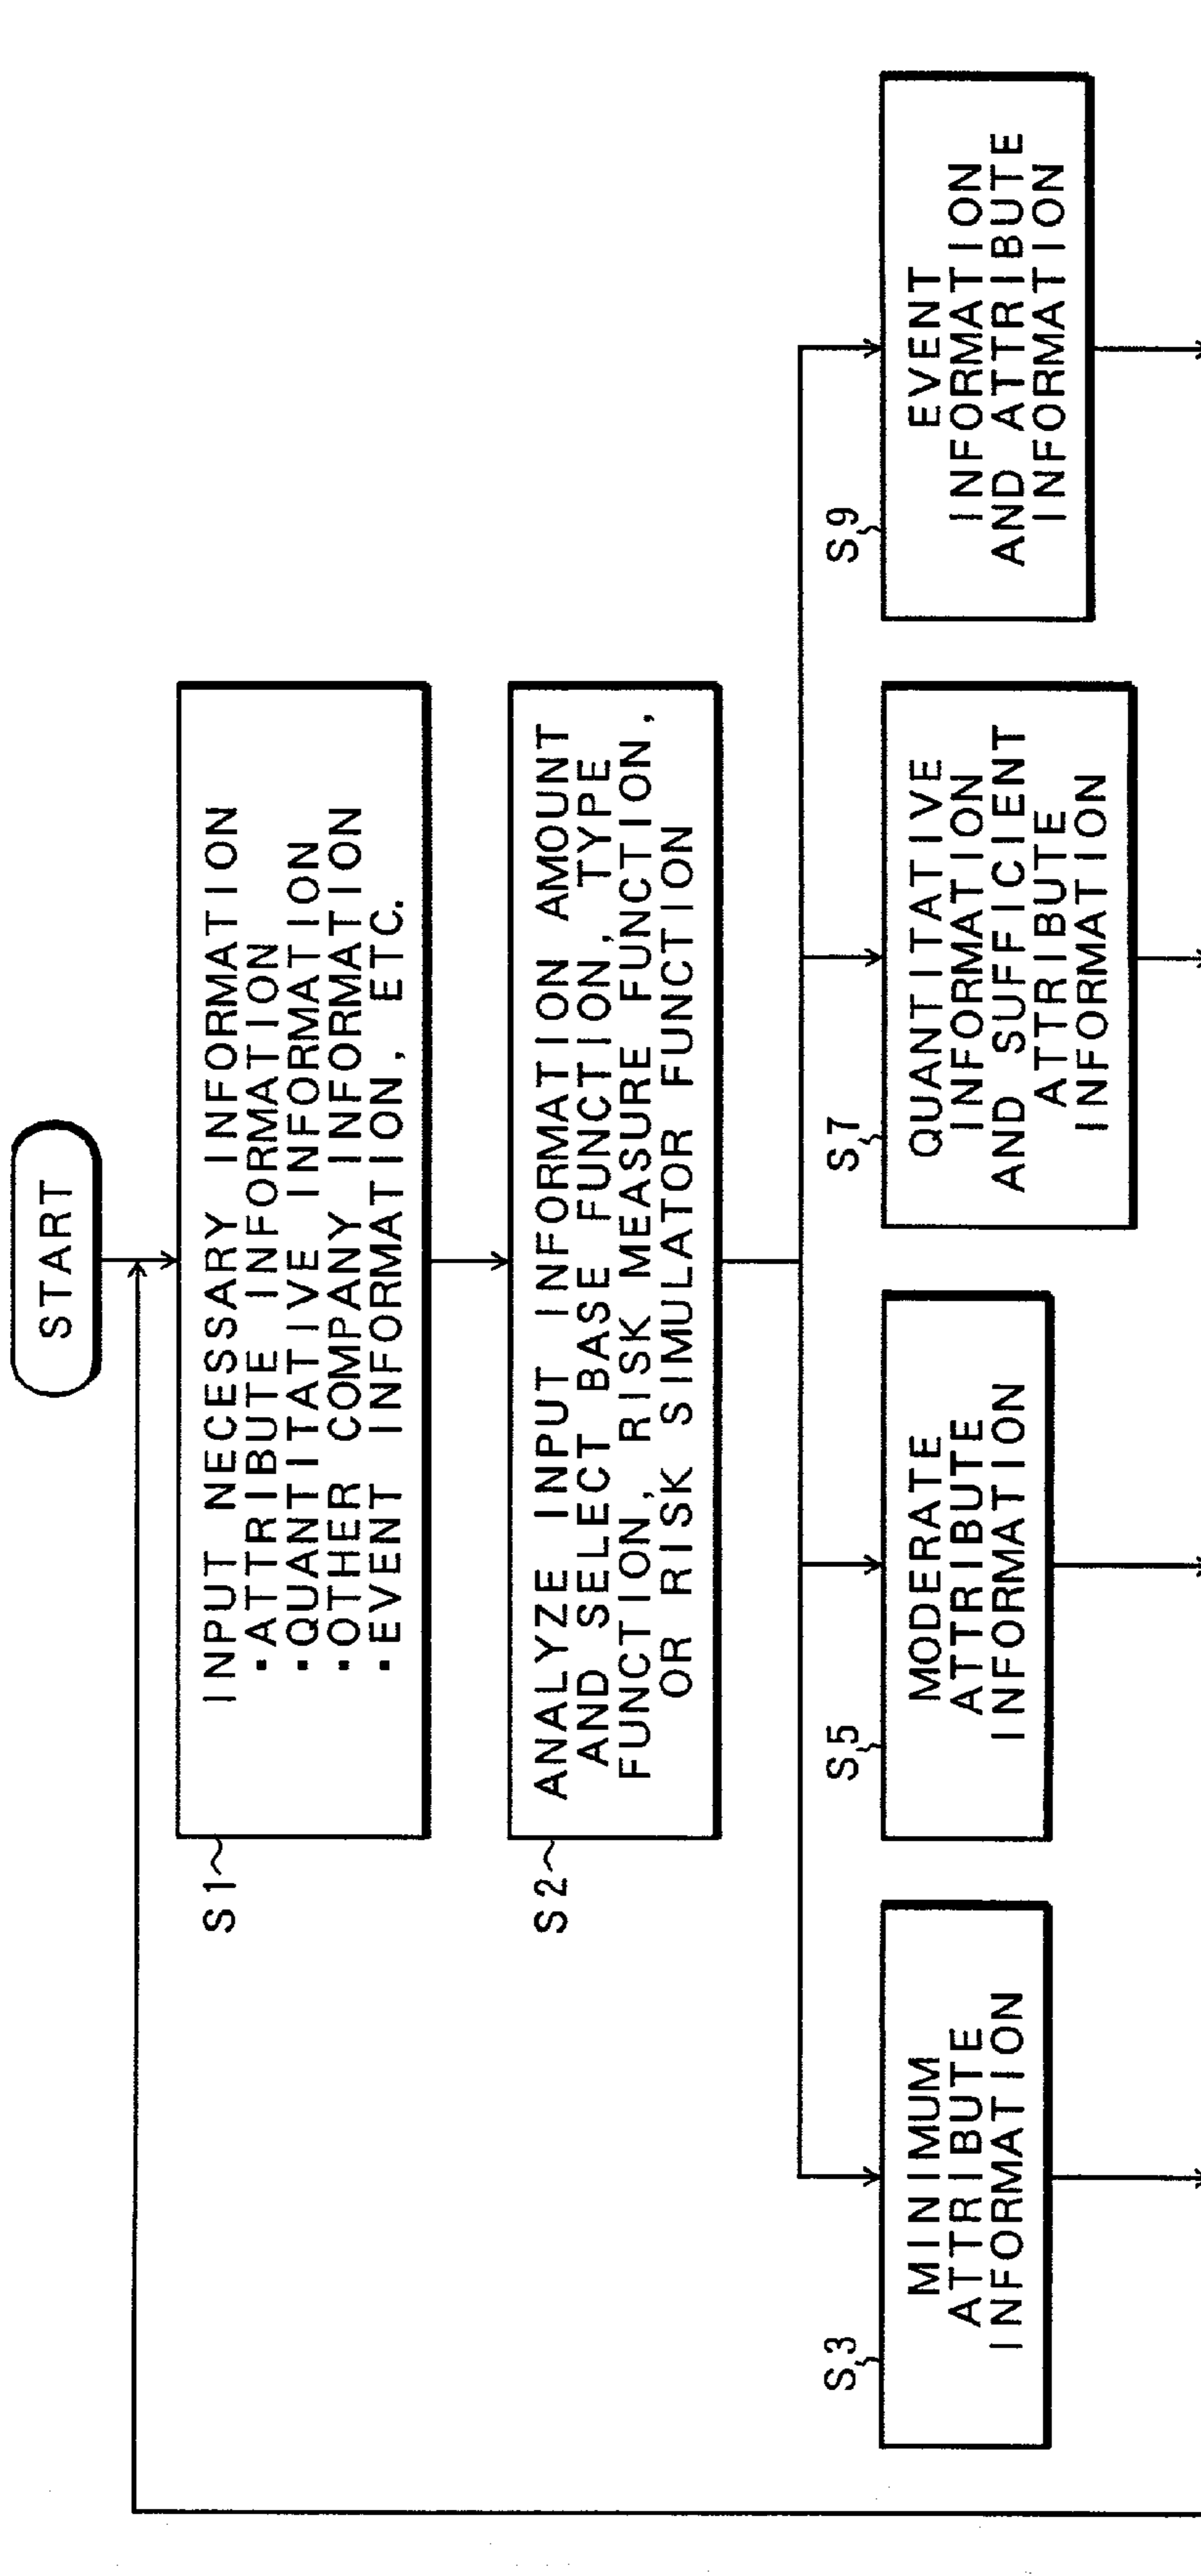 START
S1
INPUT NECESSARY INFORMATION
・ATTRIBUTE INFORMATION
・QUANTITATIVE INFORMATION
・OTHER COMPANY INFORMATION
・EVENT INFORMATION, ETC.
S2
ANALYZE INPUT INFORMATION AMOUNT
AND SELECT BASE FUNCTION, TYPE
FUNCTION, RISK MEASURE FUNCTION,
OR RISK SIMULATOR FUNCTION
S3
MINIMUM
ATTRIBUTE
INFORMATION
S5
MODERATE
ATTRIBUTE
INFORMATION
S7
QUANTITATIVE
INFORMATION
AND SUFFICIENT
ATTRIBUTE
INFORMATION
S9
EVENT
INFORMATION
AND ATTRIBUTE
INFORMATION